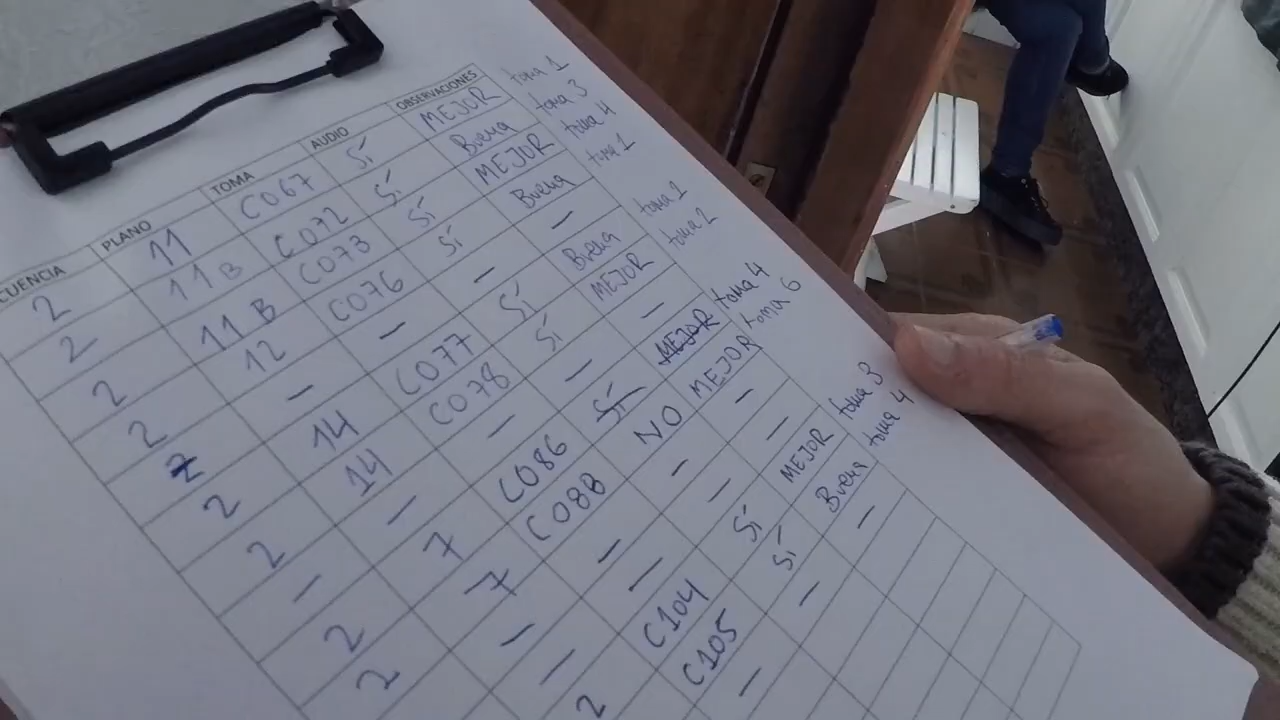 CUENCIA PLANO TOMA AUDIO OBSERVACIONES
2 11 C067 SÍ MEJOR toma 1
2 11B C072 SÍ Buena toma 3
2 11B C073 SÍ MEJOR toma 4
2 12 C076 SÍ Buena toma 1
2 — — — —
2 14 C077 SÍ Buena toma 1
2 14 C078 SÍ MEJOR toma 2
— — — — —
2 7 C086 SÍ MEJOR toma 4
2 7 C088 NO MEJOR toma 6
— — — —
— — — —
2 C104 SÍ MEJOR toma 3
C105 SÍ Buena toma 4
— — —